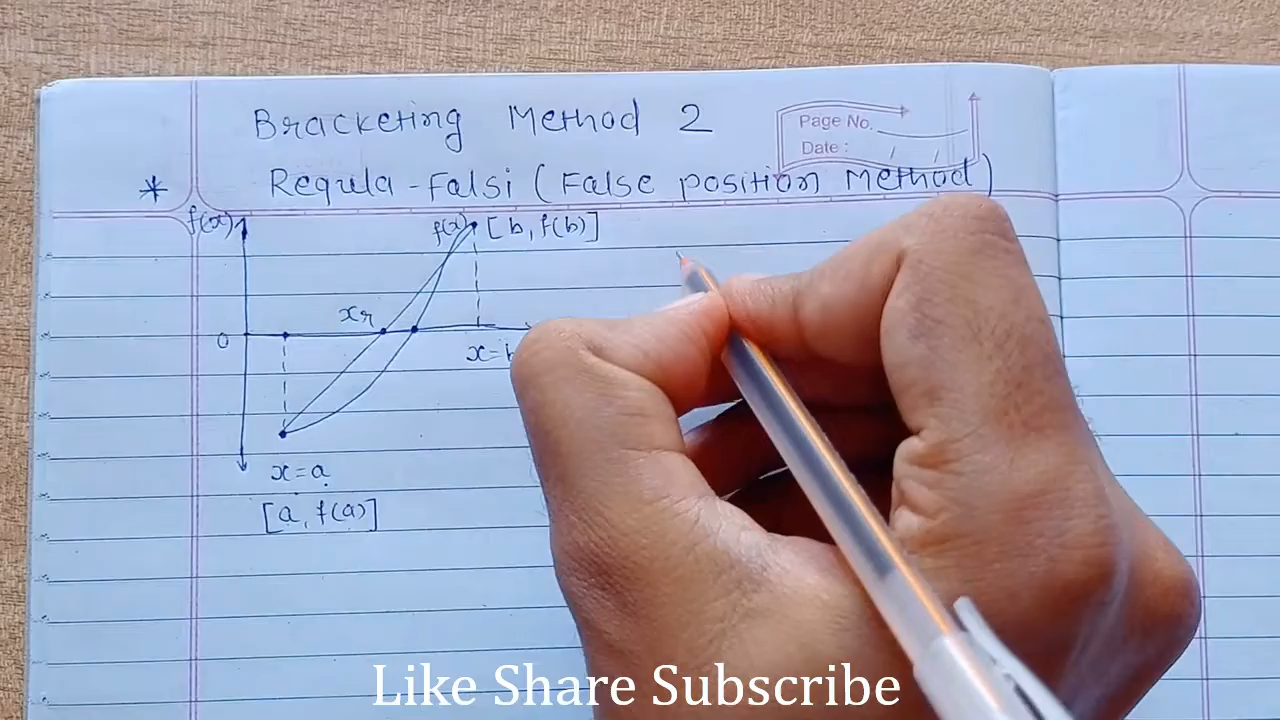 Bracketing Method 2
Page No.
Date : / /
* Regula - Falsi ( False position Method )
f(x)
f(x) [ b, f(b) ]
xr
0
x=b
x=a
[ a, f(a) ]
Like Share Subscribe